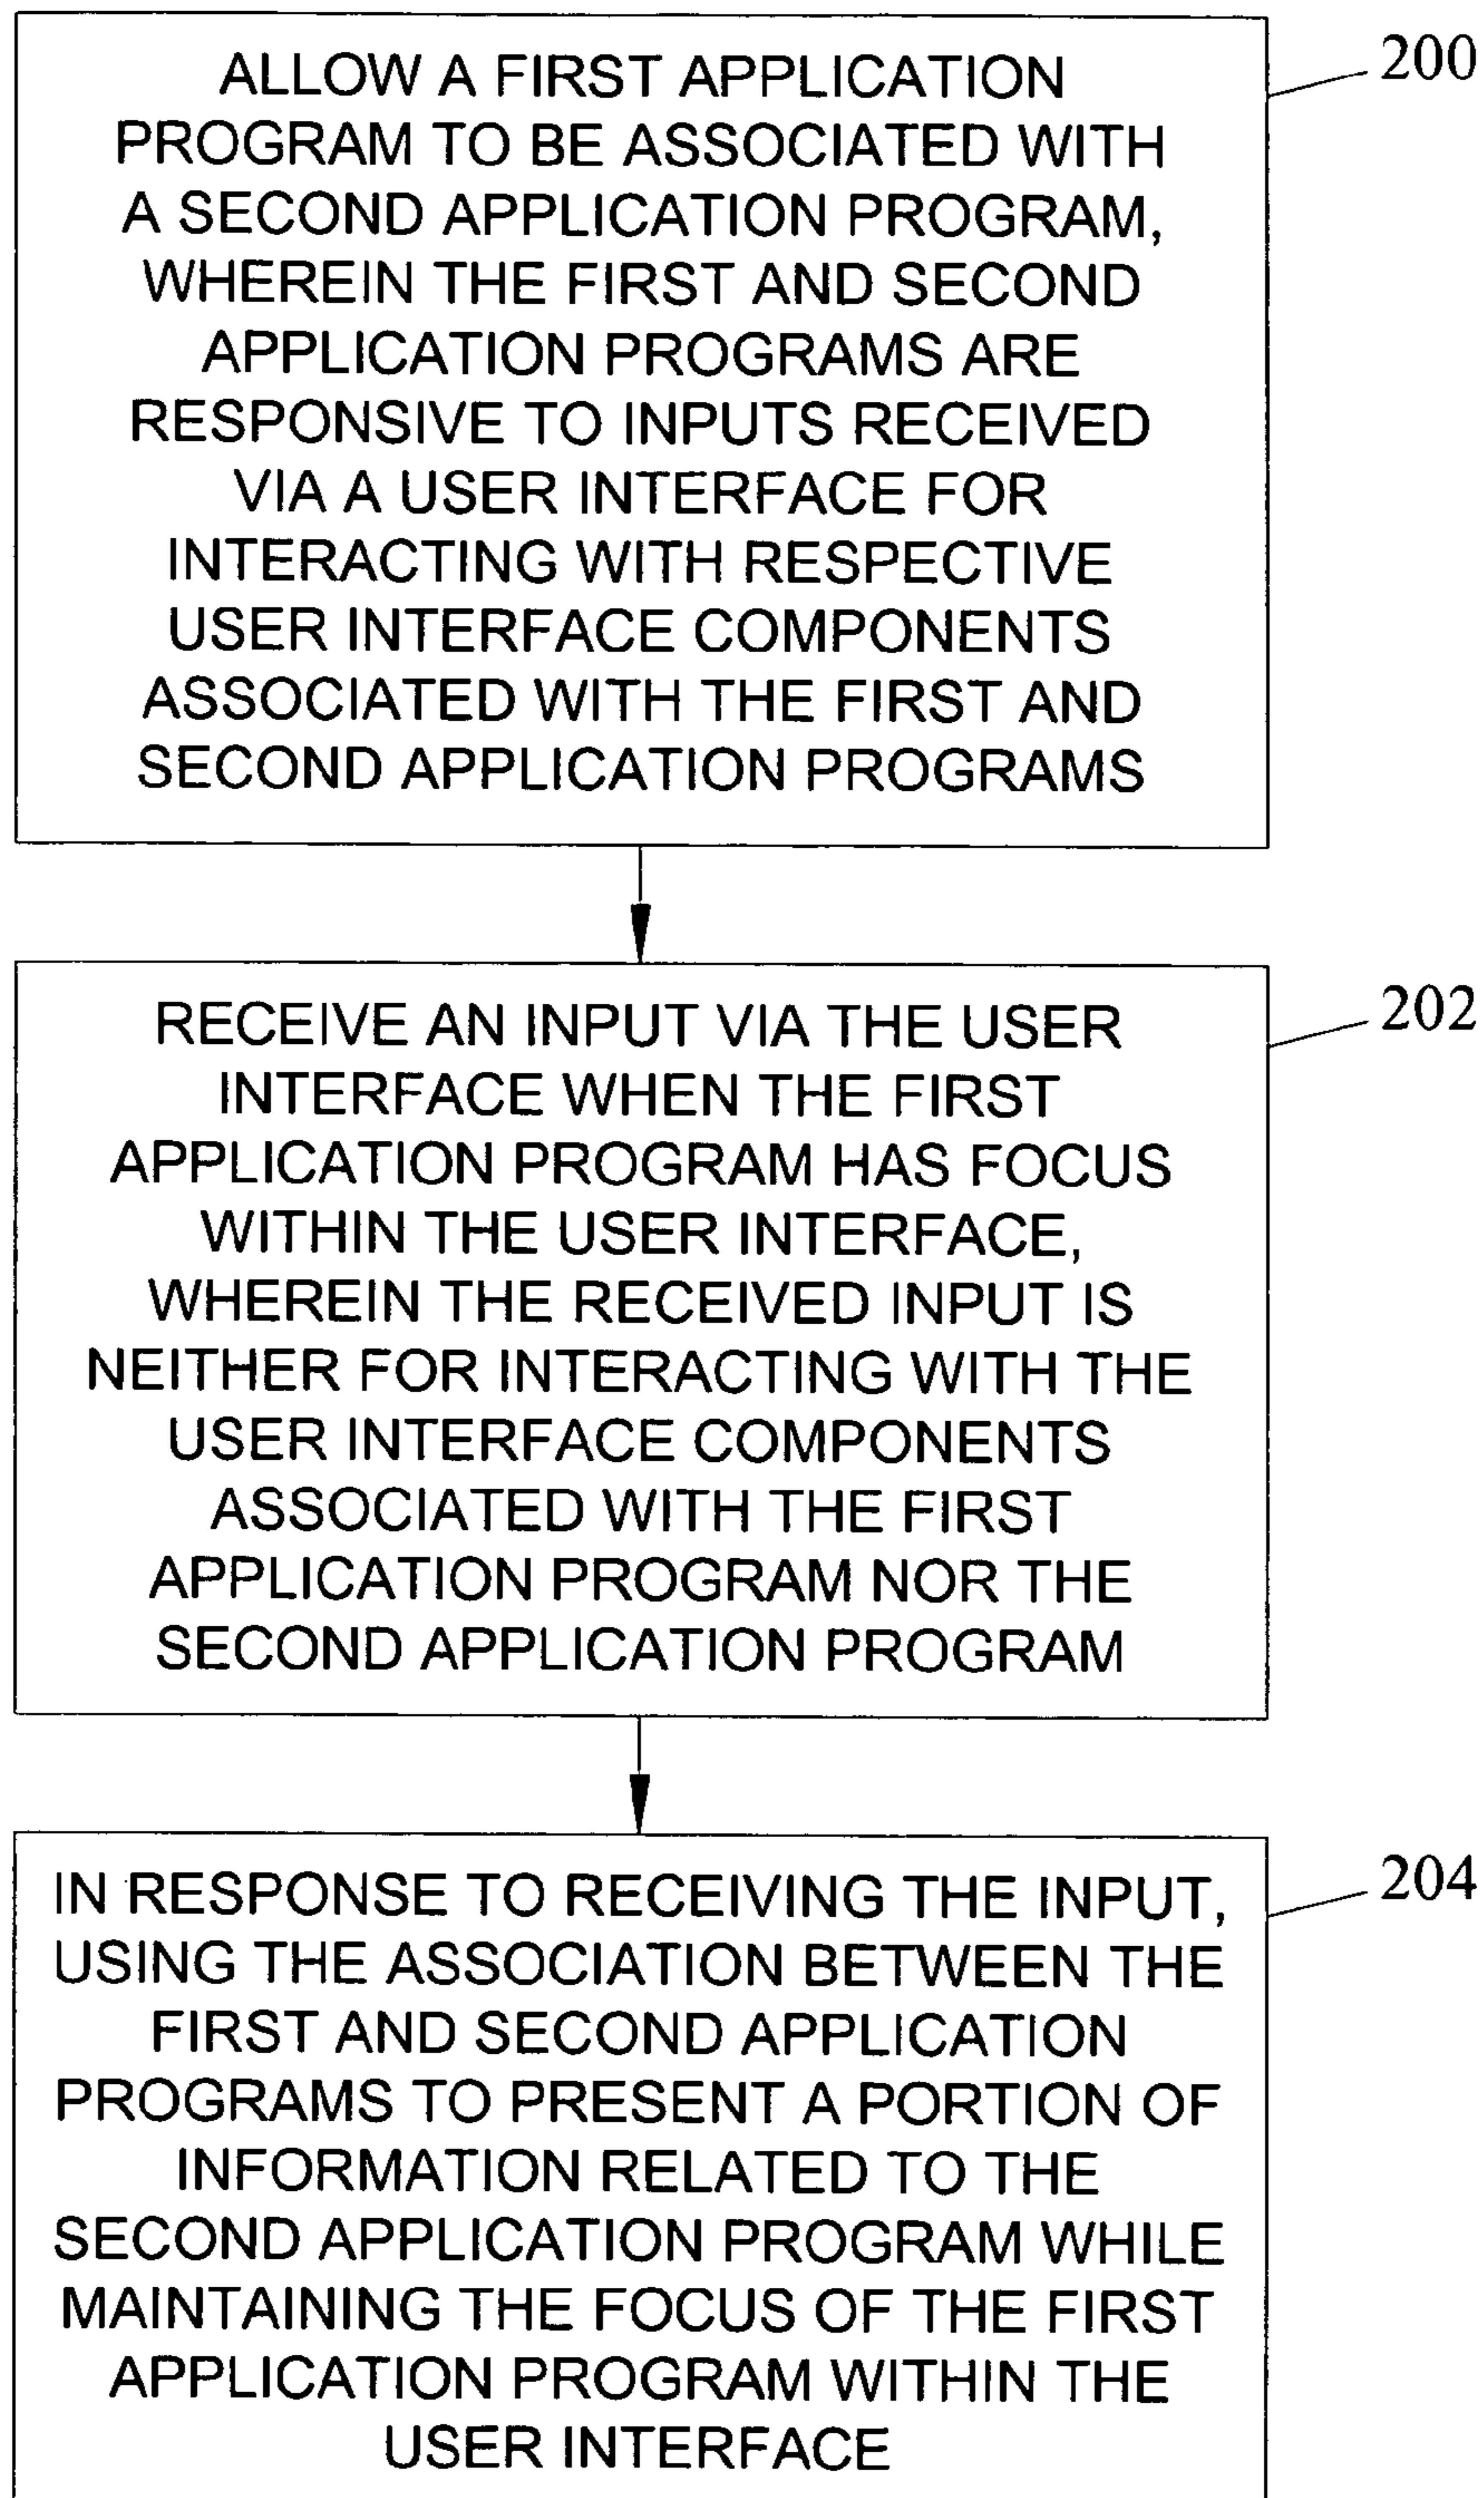 ALLOW A FIRST APPLICATION
PROGRAM TO BE ASSOCIATED WITH
A SECOND APPLICATION PROGRAM,
WHEREIN THE FIRST AND SECOND
APPLICATION PROGRAMS ARE
RESPONSIVE TO INPUTS RECEIVED
VIA A USER INTERFACE FOR
INTERACTING WITH RESPECTIVE
USER INTERFACE COMPONENTS
ASSOCIATED WITH THE FIRST AND
SECOND APPLICATION PROGRAMS
200
RECEIVE AN INPUT VIA THE USER
INTERFACE WHEN THE FIRST
APPLICATION PROGRAM HAS FOCUS
WITHIN THE USER INTERFACE,
WHEREIN THE RECEIVED INPUT IS
NEITHER FOR INTERACTING WITH THE
USER INTERFACE COMPONENTS
ASSOCIATED WITH THE FIRST
APPLICATION PROGRAM NOR THE
SECOND APPLICATION PROGRAM
202
IN RESPONSE TO RECEIVING THE INPUT,
USING THE ASSOCIATION BETWEEN THE
FIRST AND SECOND APPLICATION
PROGRAMS TO PRESENT A PORTION OF
INFORMATION RELATED TO THE
SECOND APPLICATION PROGRAM WHILE
MAINTAINING THE FOCUS OF THE FIRST
APPLICATION PROGRAM WITHIN THE
USER INTERFACE
204